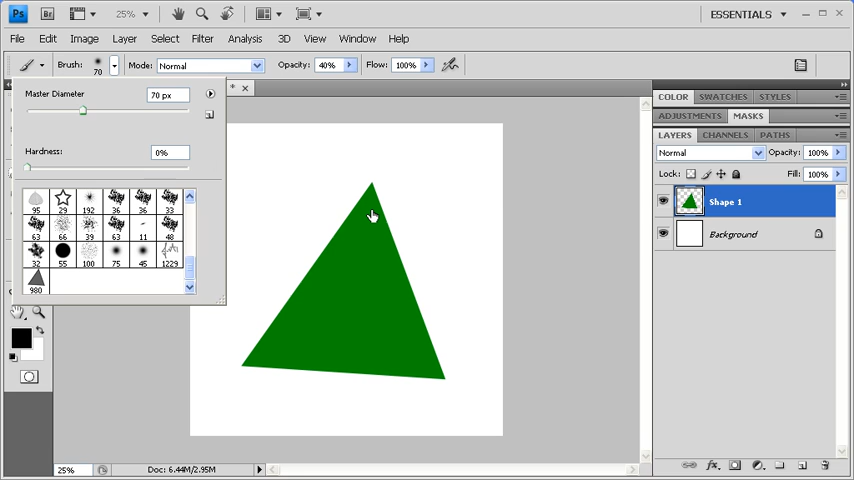 Ps Br 25% ESSENTIALS
File Edit Image Layer Select Filter Analysis 3D View Window Help
Brush: 70 Mode: Normal Opacity: 40% Flow: 100%
Master Diameter 70 px
* ×
Hardness: 0%
95 29 192 36 36 33
63 66 39 63 11 48
32 55 100 75 45 1229
980
25% Doc: 6.44M/2.95M
COLOR SWATCHES STYLES
ADJUSTMENTS MASKS
LAYERS CHANNELS PATHS
Normal Opacity: 100%
Lock: Fill: 100%
Shape 1
Background
fx